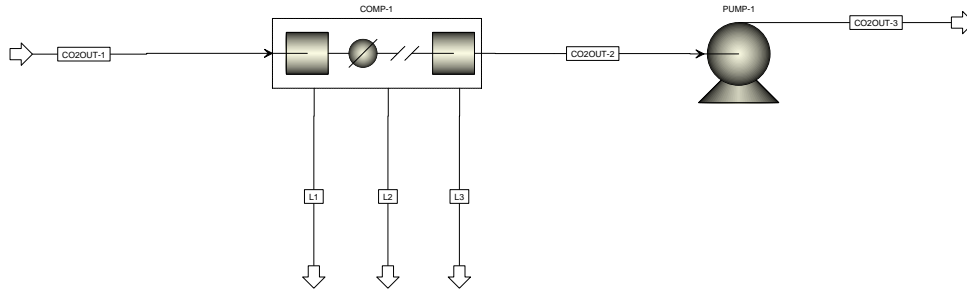 COMP-1
PUMP-1
CO2OUT-1
CO2OUT-2
CO2OUT-3
L1
L2
L3